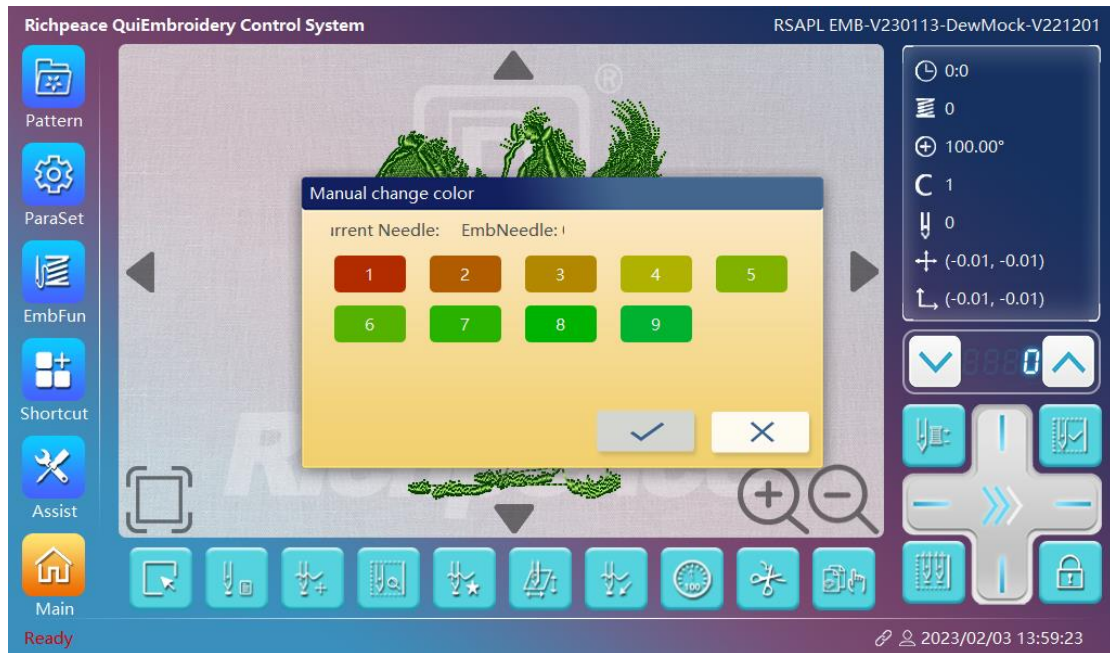 Richpeace QuiEmbroidery Control System
RSAPL EMB-V230113-DewMock-V221201
Pattern
ParaSet
EmbFun
Shortcut
Assist
Main
®
Manual change color
urrent Needle: EmbNeedle:
1 2 3 4 5
6 7 8 9
0:0
0
100.00°
C 1
0
(-0.01, -0.01)
(-0.01, -0.01)
0
100
Ready
2023/02/03 13:59:23